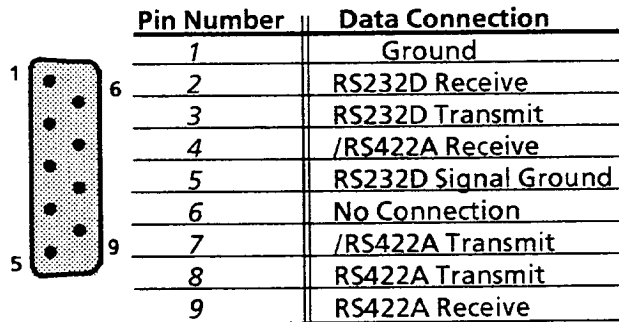 Pin Number Data Connection
1 Ground
2 RS232D Receive
3 RS232D Transmit
4 /RS422A Receive
5 RS232D Signal Ground
6 No Connection
7 /RS422A Transmit
8 RS422A Transmit
9 RS422A Receive
1
6
5
9